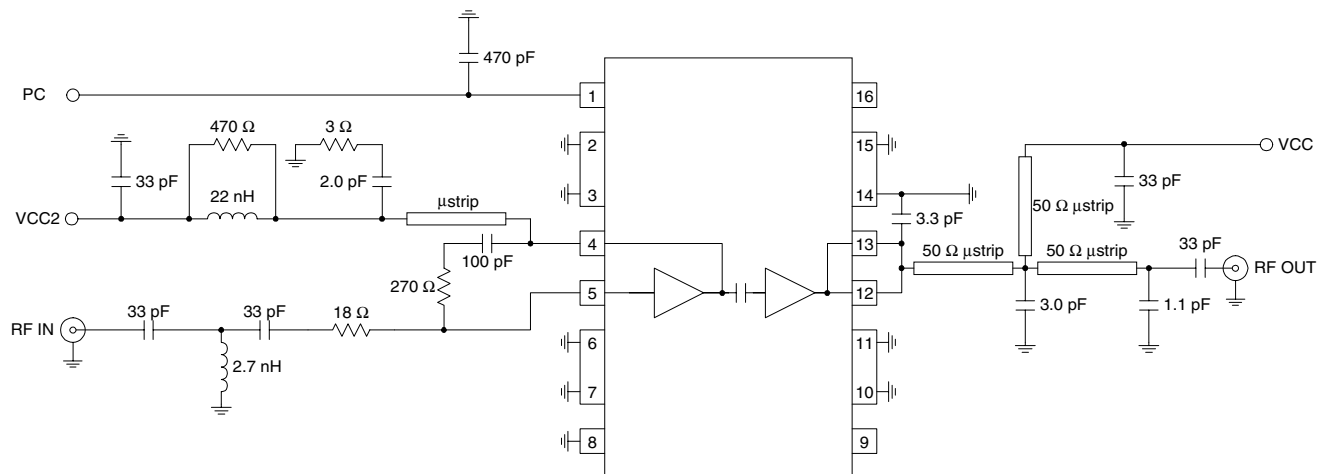 470 pF
PC
1
16
470 Ω
3 Ω
2
15
33 pF
2.0 pF
VCC
22 nH
3
14
33 pF
VCC2
μstrip
3.3 pF
50 Ω μstrip
4
13
100 pF
50 Ω μstrip
50 Ω μstrip
33 pF
RF OUT
270 Ω
5
12
33 pF
33 pF
18 Ω
3.0 pF
1.1 pF
RF IN
6
11
2.7 nH
7
10
8
9